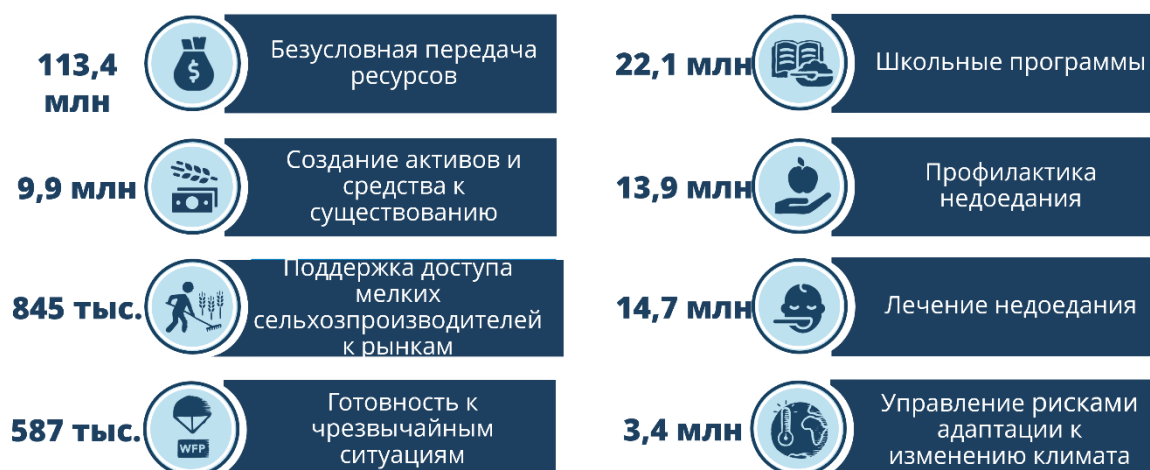 113,4
млн
Безусловная передача
ресурсов
22,1 млн
Школьные программы
9,9 млн
Создание активов и
средства к
существованию
13,9 млн
Профилактика
недоедания
845 тыс.
Поддержка доступа
мелких
сельхозпроизводителей
к рынкам
14,7 млн
Лечение недоедания
587 тыс.
WFP
Готовность к
чрезвычайным
ситуациям
3,4 млн
Управление рисками
адаптации к
изменению климата